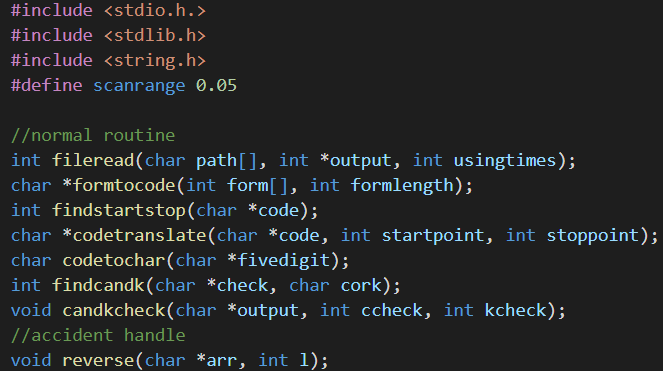 #include <stdio.h.>
#include <stdlib.h>
#include <string.h>
#define scanrange 0.05
//normal routine
int fileread(char path[], int *output, int usingtimes);
char *formtocode(int form[], int formlength);
int findstartstop(char *code);
char *codetranslate(char *code, int startpoint, int stoppoint);
char codetochar(char *fivedigit);
int findcandk(char *check, char cork);
void candkcheck(char *output, int ccheck, int kcheck);
//accident handle
void reverse(char *arr, int l);